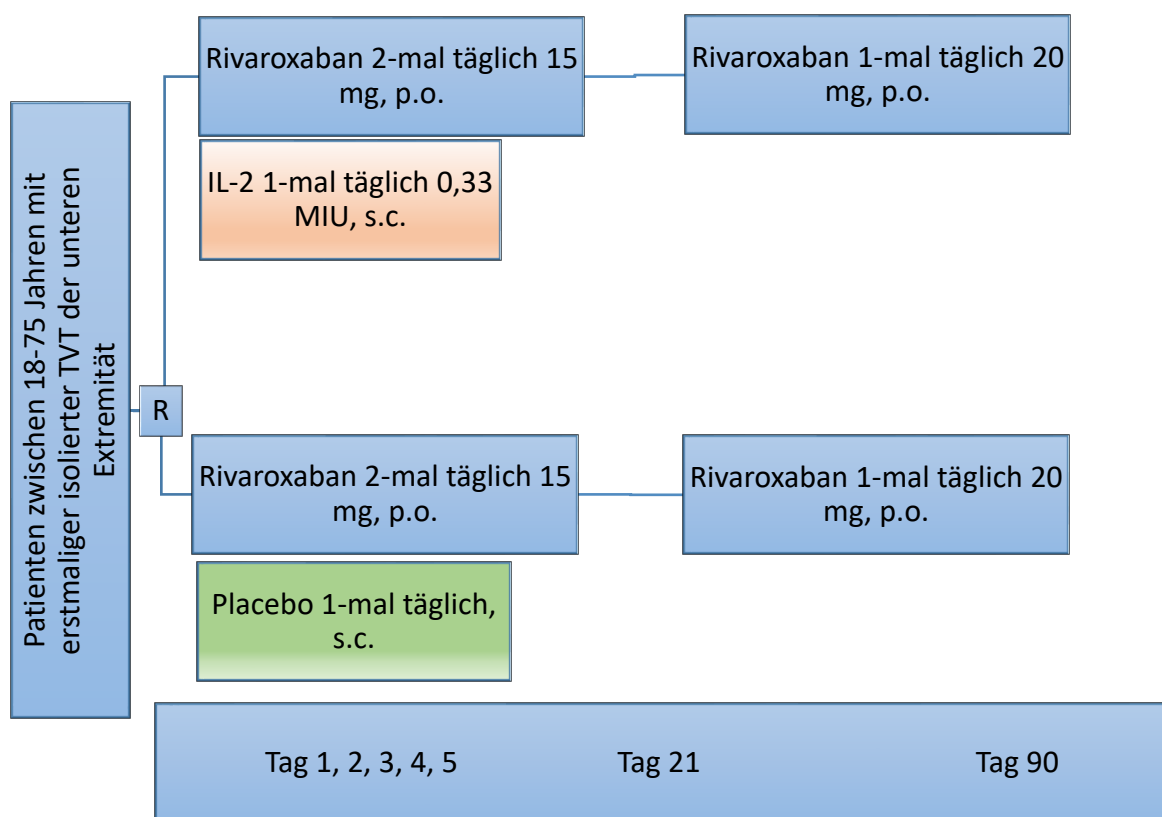 Patienten zwischen 18-75 Jahren mit
erstmaliger isolierter TVT der unteren
Extremität
R
Rivaroxaban 2-mal täglich 15
mg, p.o.
Rivaroxaban 1-mal täglich 20
mg, p.o.
IL-2 1-mal täglich 0,33
MIU, s.c.
Rivaroxaban 2-mal täglich 15
mg, p.o.
Rivaroxaban 1-mal täglich 20
mg, p.o.
Placebo 1-mal täglich,
s.c.
Tag 1, 2, 3, 4, 5 Tag 21 Tag 90